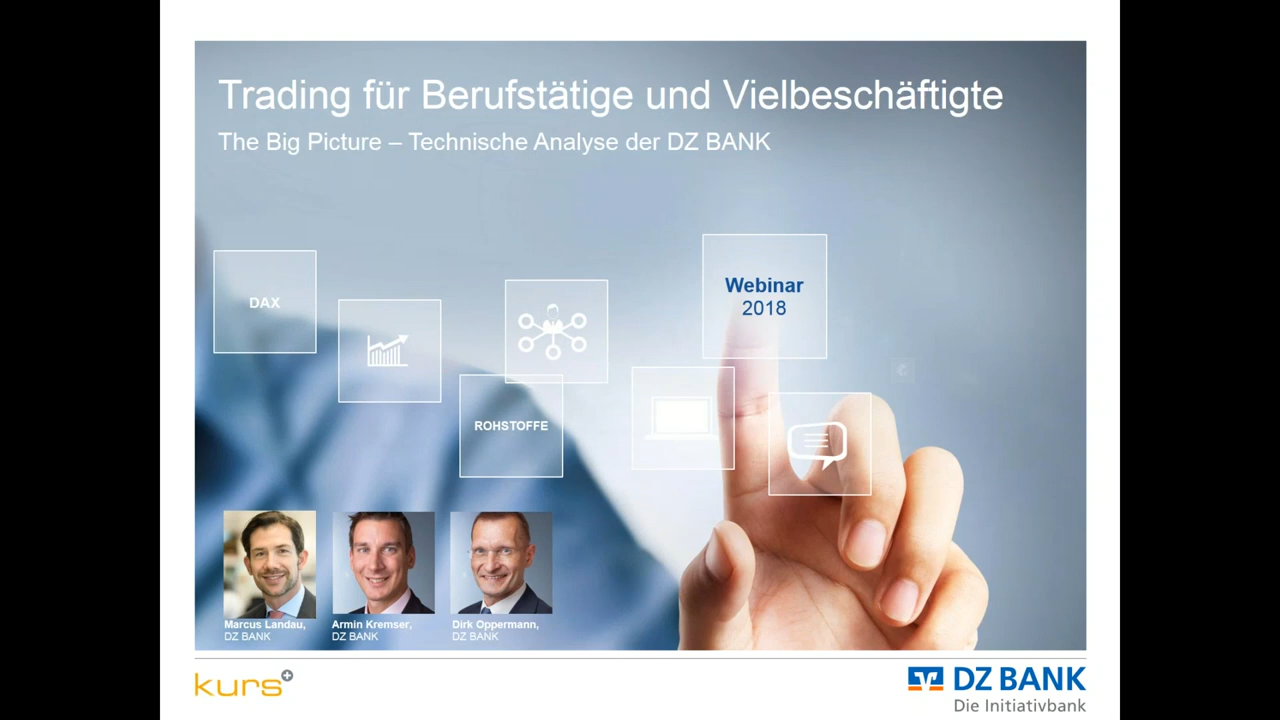 Trading für Berufstätige und Vielbeschäftigte
The Big Picture – Technische Analyse der DZ BANK
DAX
Webinar
2018
ROHSTOFFE
Marcus Landau,
DZ BANK
Armin Kremser,
DZ BANK
Dirk Oppermann,
DZ BANK
kurs+
DZ BANK
Die Initiativbank